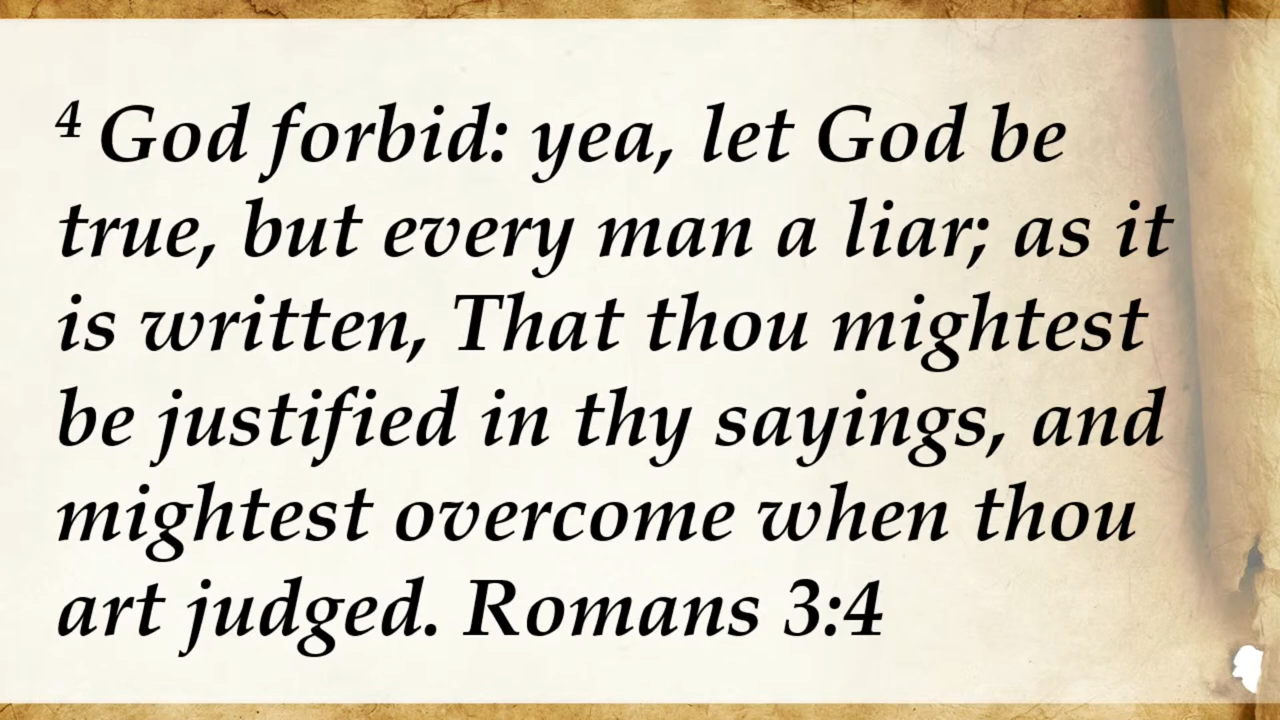 4 God forbid: yea, let God be
true, but every man a liar; as it
is written, That thou mightest
be justified in thy sayings, and
mightest overcome when thou
art judged. Romans 3:4